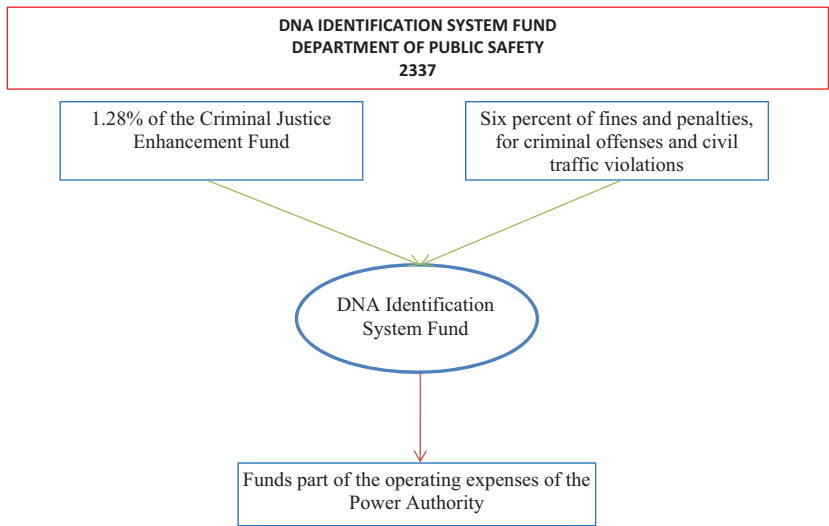 DNA IDENTIFICATION SYSTEM FUND
DEPARTMENT OF PUBLIC SAFETY
2337
1.28% of the Criminal Justice
Enhancement Fund
Six percent of fines and penalties,
for criminal offenses and civil
traffic violations
DNA Identification
System Fund
Funds part of the operating expenses of the
Power Authority